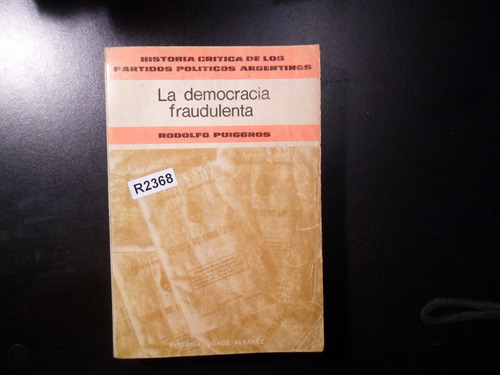 HISTORIA CRITICA DE LOS
PARTIDOS POLITICOS ARGENTINOS
La democracia
fraudulenta
RODOLFO PUIGGROS
R2368
EDITORIAL JORGE ALVAREZ